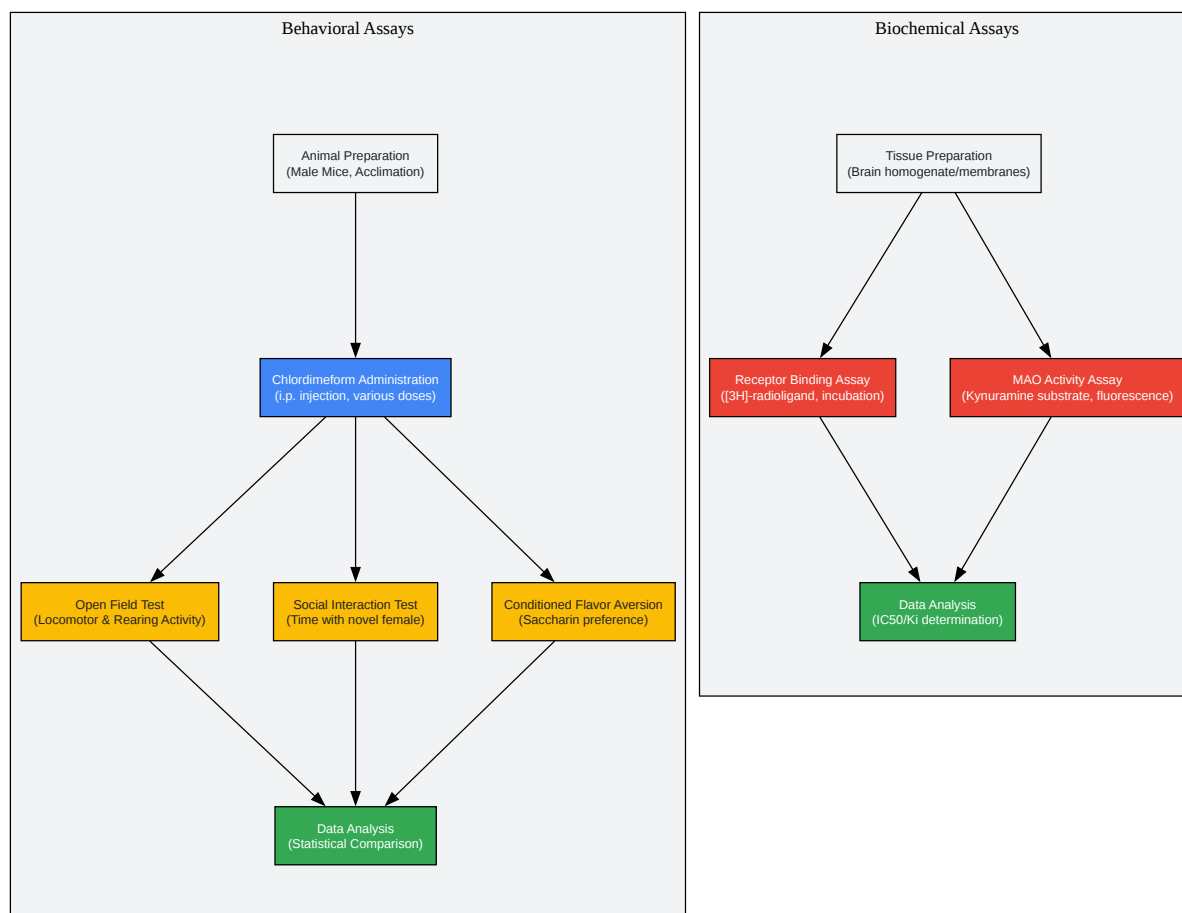 Behavioral Assays
Animal Preparation
(Male Mice, Acclimation)
Chlordimeform Administration
(i.p. injection, various doses)
Open Field Test
(Locomotor & Rearing Activity)
Social Interaction Test
(Time with novel female)
Conditioned Flavor Aversion
(Saccharin preference)
Data Analysis
(Statistical Comparison)
Biochemical Assays
Tissue Preparation
(Brain homogenate/membranes)
Receptor Binding Assay
([3H]-radioligand, incubation)
MAO Activity Assay
(Kynuramine substrate, fluorescence)
Data Analysis
(IC50/Ki determination)